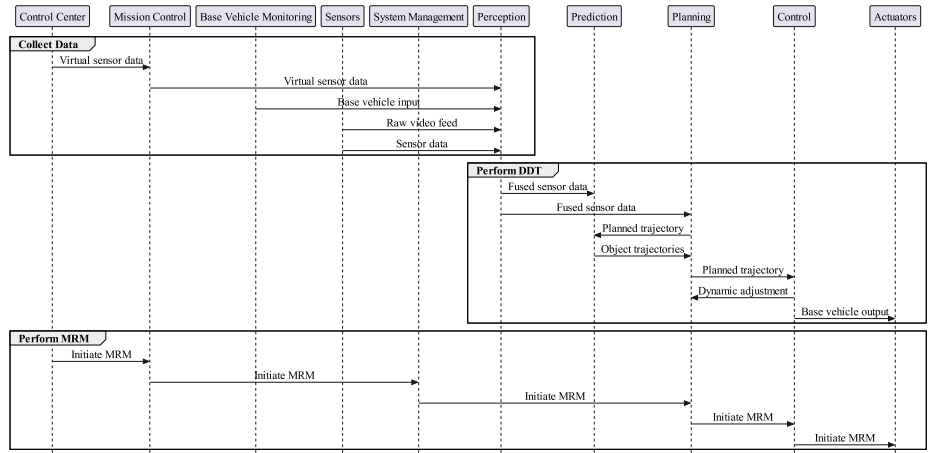 Control Center Mission Control Base Vehicle Monitoring Sensors System Management Perception Prediction Planning Control Actuators
Collect Data
Virtual sensor data
Virtual sensor data
Base vehicle input
Raw video feed
Sensor data
Perform DDT
Fused sensor data
Fused sensor data
Planned trajectory
Object trajectories
Planned trajectory
Dynamic adjustment
Base vehicle output
Perform MRM
Initiate MRM
Initiate MRM
Initiate MRM
Initiate MRM
Initiate MRM